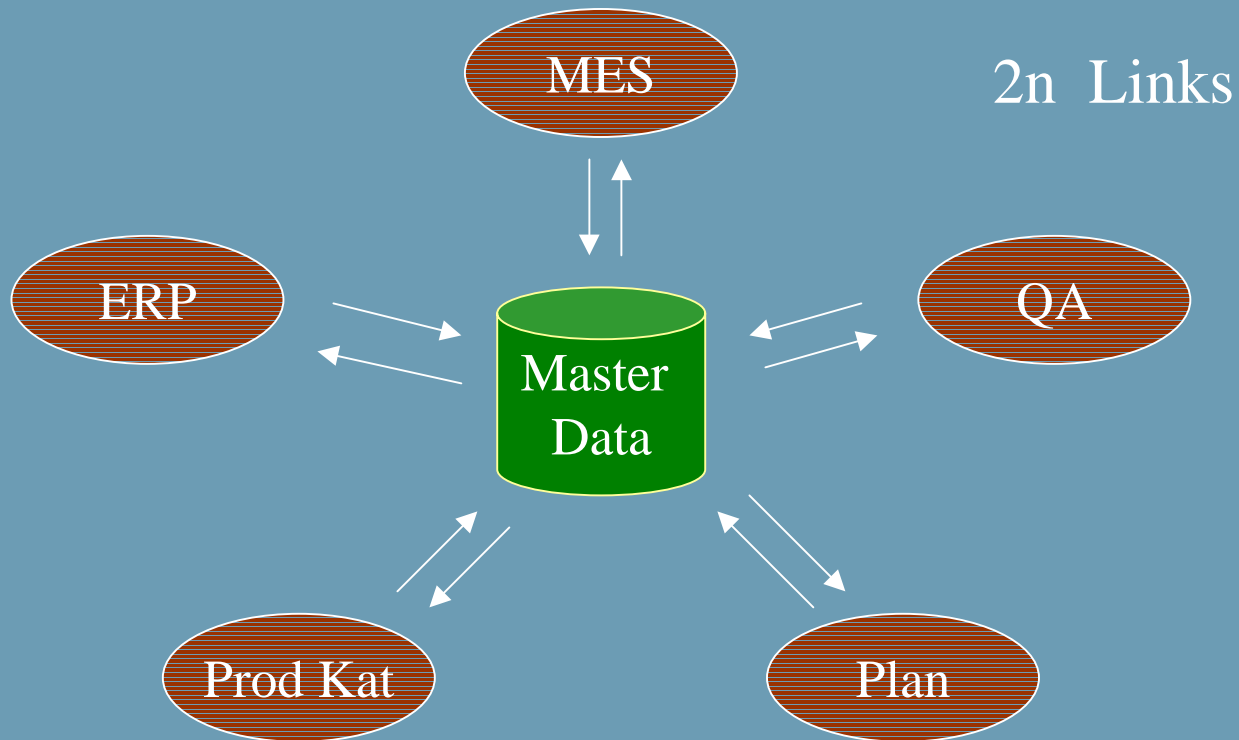 MES
2n Links
ERP
QA
Master
Data
Prod Kat
Plan